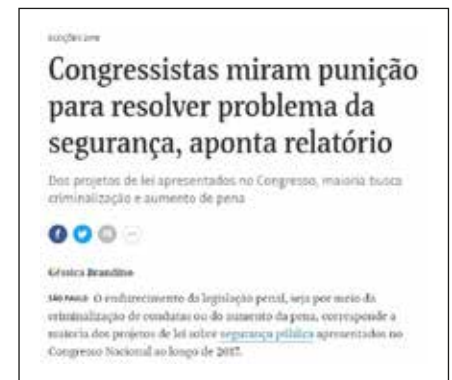 ELEIÇÕES 2018
Congressistas miram punição
para resolver problema da
segurança, aponta relatório
Dos projetos de lei apresentados no Congresso, maioria busca
criminalização e aumento de pena
Géssica Brandino
SÃO PAULO O endurecimento da legislação penal, seja por meio da
criminalização de condutas ou do aumento da pena, corresponde a
maioria dos projetos de lei sobre segurança pública apresentados no
Congresso Nacional ao longo de 2017.